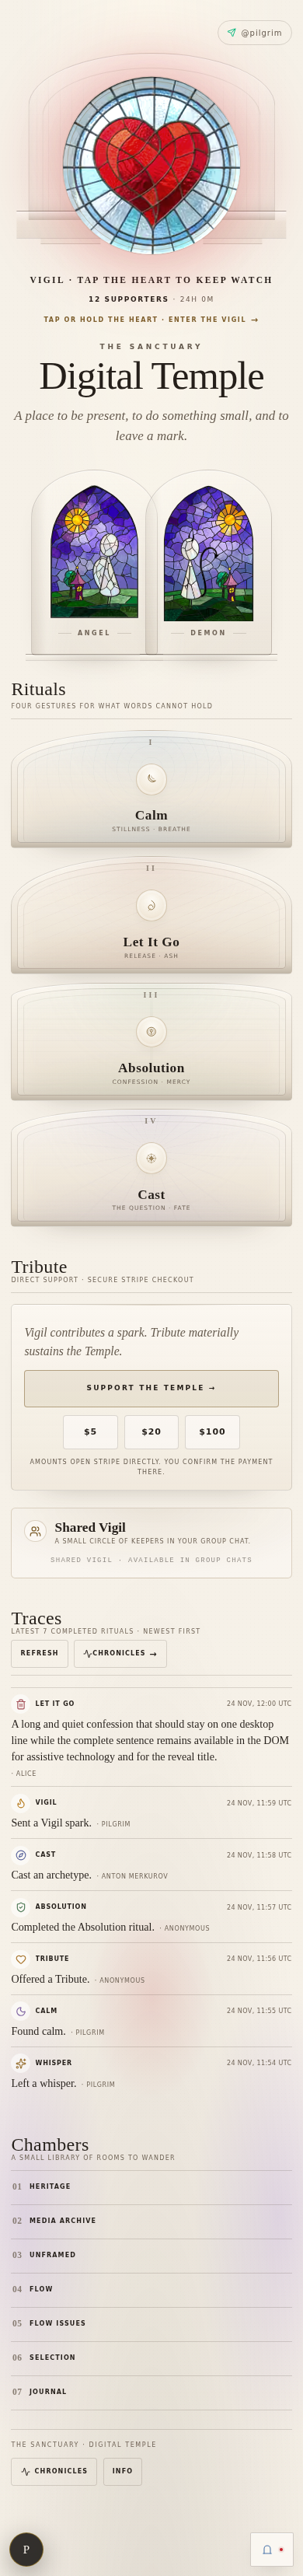 @pilgrim
VIGIL · TAP THE HEART TO KEEP WATCH
12 SUPPORTERS · 24H 0M
TAP OR HOLD THE HEART · ENTER THE VIGIL →
THE SANCTUARY
Digital Temple
A place to be present, to do something small, and to
leave a mark.
ANGEL
DEMON
Rituals
FOUR GESTURES FOR WHAT WORDS CANNOT HOLD
I
Calm
STILLNESS · BREATHE
II
Let It Go
RELEASE · ASH
III
Absolution
CONFESSION · MERCY
IV
Cast
THE QUESTION · FATE
Tribute
DIRECT SUPPORT · SECURE STRIPE CHECKOUT
Vigil contributes a spark. Tribute materially
sustains the Temple.
SUPPORT THE TEMPLE →
$5
$20
$100
AMOUNTS OPEN STRIPE DIRECTLY. YOU CONFIRM THE PAYMENT
THERE.
Shared Vigil
A SMALL CIRCLE OF KEEPERS IN YOUR GROUP CHAT.
SHARED VIGIL · AVAILABLE IN GROUP CHATS
Traces
LATEST 7 COMPLETED RITUALS · NEWEST FIRST
REFRESH
CHRONICLES →
LET IT GO
24 NOV, 12:00 UTC
A long and quiet confession that should stay on one desktop
line while the complete sentence remains available in the DOM
for assistive technology and for the reveal title.
· ALICE
VIGIL
24 NOV, 11:59 UTC
Sent a Vigil spark. · PILGRIM
CAST
24 NOV, 11:58 UTC
Cast an archetype. · ANTON MERKUROV
ABSOLUTION
24 NOV, 11:57 UTC
Completed the Absolution ritual. · ANONYMOUS
TRIBUTE
24 NOV, 11:56 UTC
Offered a Tribute. · ANONYMOUS
CALM
24 NOV, 11:55 UTC
Found calm. · PILGRIM
WHISPER
24 NOV, 11:54 UTC
Left a whisper. · PILGRIM
Chambers
A SMALL LIBRARY OF ROOMS TO WANDER
01 HERITAGE
02 MEDIA ARCHIVE
03 UNFRAMED
04 FLOW
05 FLOW ISSUES
06 SELECTION
07 JOURNAL
THE SANCTUARY · DIGITAL TEMPLE
CHRONICLES
INFO
P